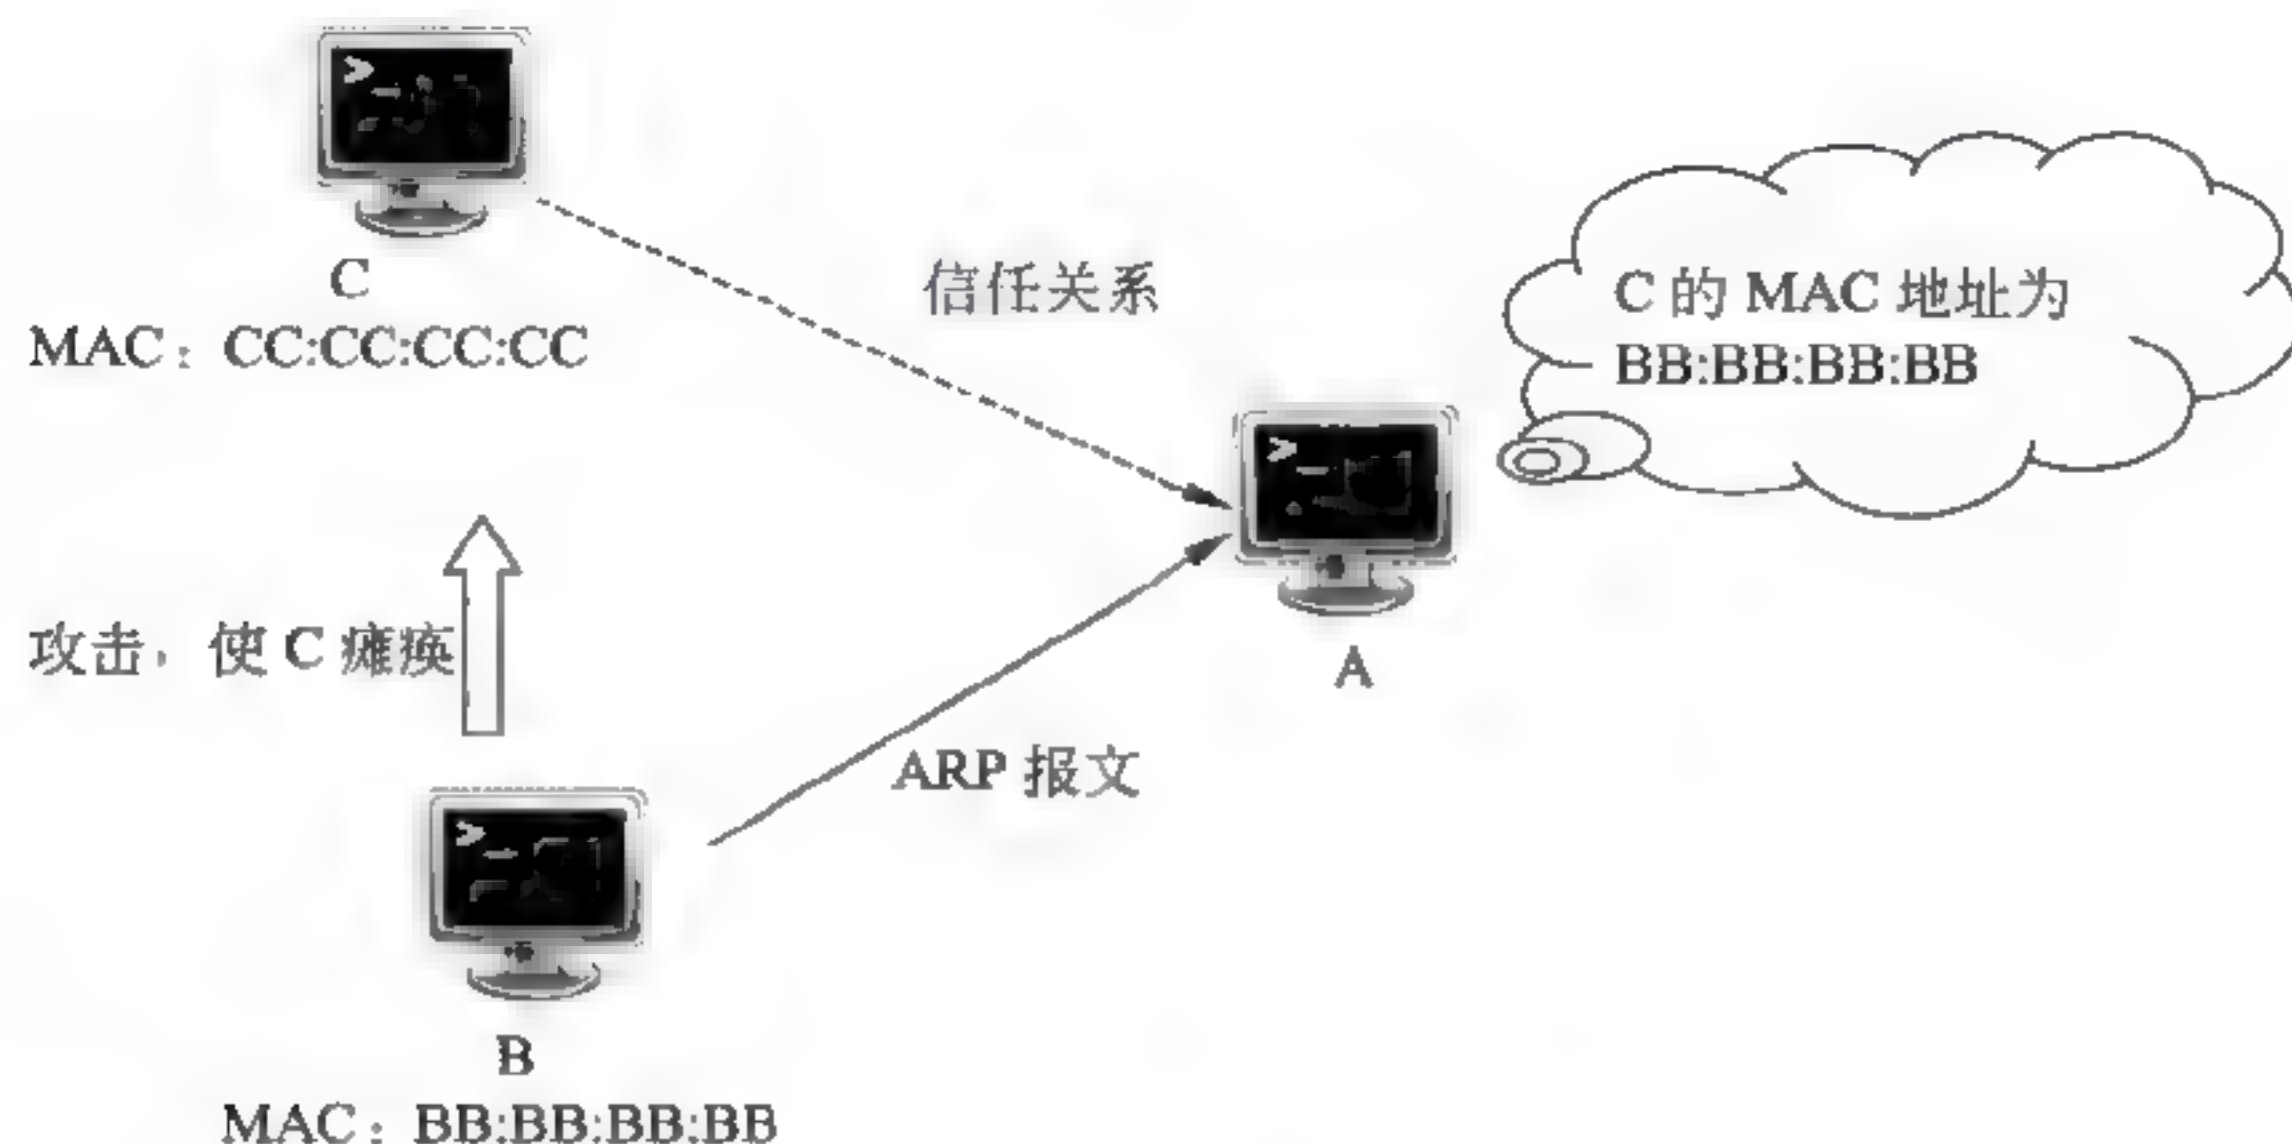 C
MAC：CC:CC:CC:CC
信任关系
C 的 MAC 地址为
BB:BB:BB:BB
A
攻击，使 C 瘫痪
ARP 报文
B
MAC：BB:BB:BB:BB